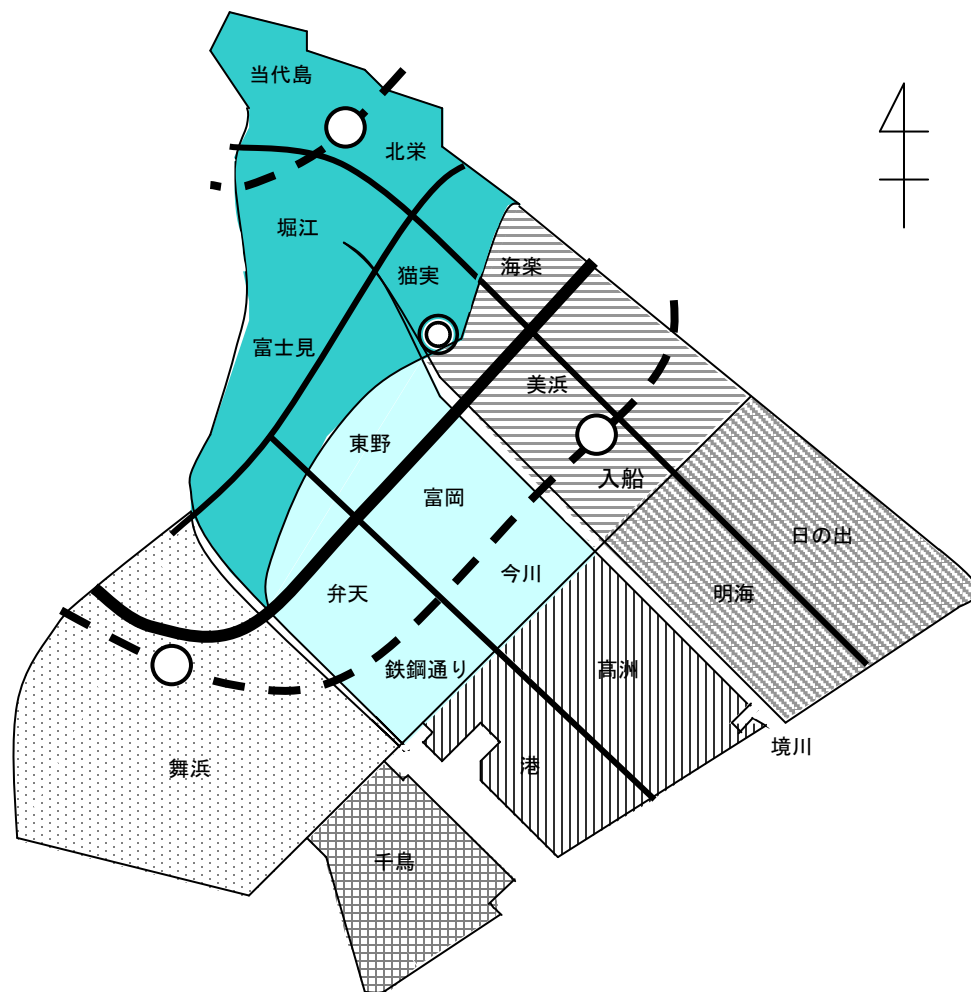 当代島
北栄
堀江
海楽
猫実
富士見
美浜
東野
入船
富岡
日の出
今川
弁天
明海
鉄鋼通り
高洲
境川
港
舞浜
千鳥